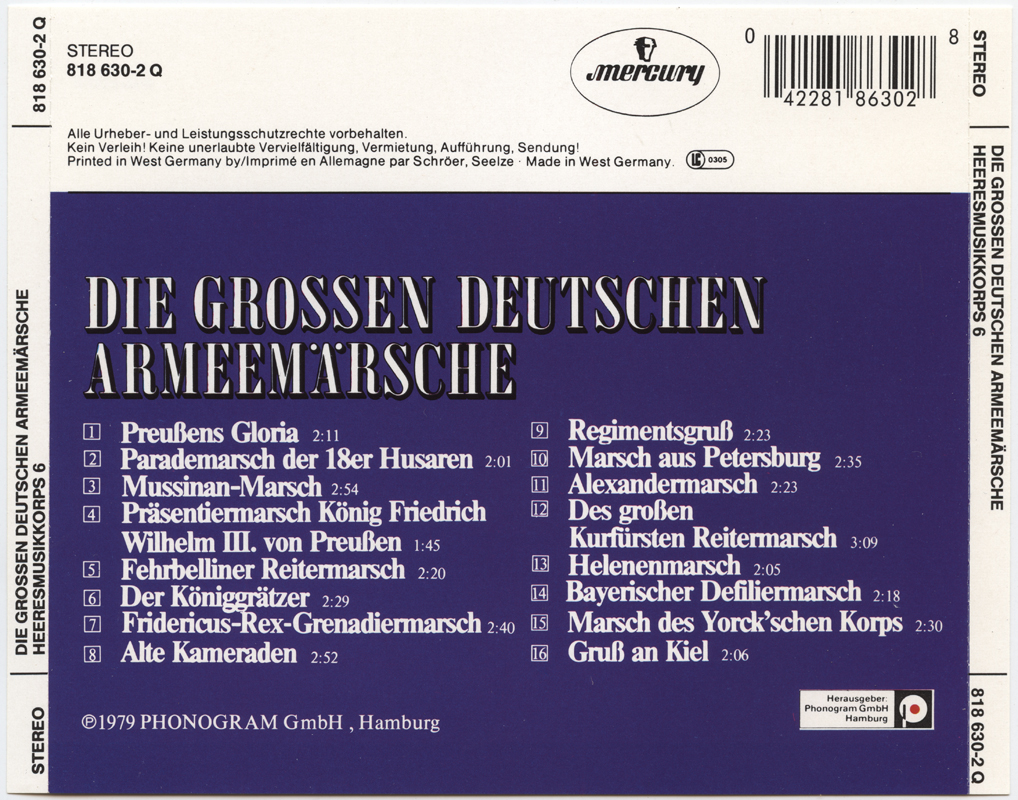 STEREO
818 630-2 Q
mercury
0 42281 86302 8
Alle Urheber- und Leistungsschutzrechte vorbehalten.
Kein Verleih! Keine unerlaubte Vervielfältigung, Vermietung, Aufführung, Sendung!
Printed in West Germany by/Imprimé en Allemagne par Schröer, Seelze · Made in West Germany. LC 0305
DIE GROSSEN DEUTSCHEN
ARMEEMÄRSCHE
1 Preußens Gloria 2:11
2 Parademarsch der 18er Husaren 2:01
3 Mussinan-Marsch 2:54
4 Präsentiermarsch König Friedrich
Wilhelm III. von Preußen 1:45
5 Fehrbelliner Reitermarsch 2:20
6 Der Königgrätzer 2:29
7 Fridericus-Rex-Grenadiermarsch 2:40
8 Alte Kameraden 2:52
9 Regimentsgruß 2:23
10 Marsch aus Petersburg 2:35
11 Alexandermarsch 2:23
12 Des großen
Kurfürsten Reitermarsch 3:09
13 Helenenmarsch 2:05
14 Bayerischer Defiliermarsch 2:18
15 Marsch des Yorck'schen Korps 2:30
16 Gruß an Kiel 2:06
℗1979 PHONOGRAM GmbH , Hamburg
Herausgeber:
Phonogram GmbH
Hamburg
818 630-2 Q
DIE GROSSEN DEUTSCHEN ARMEEMÄRSCHE
HEERESMUSIKKORPS 6
STEREO
STEREO
DIE GROSSEN DEUTSCHEN ARMEEMÄRSCHE
HEERESMUSIKKORPS 6
818 630-2 Q